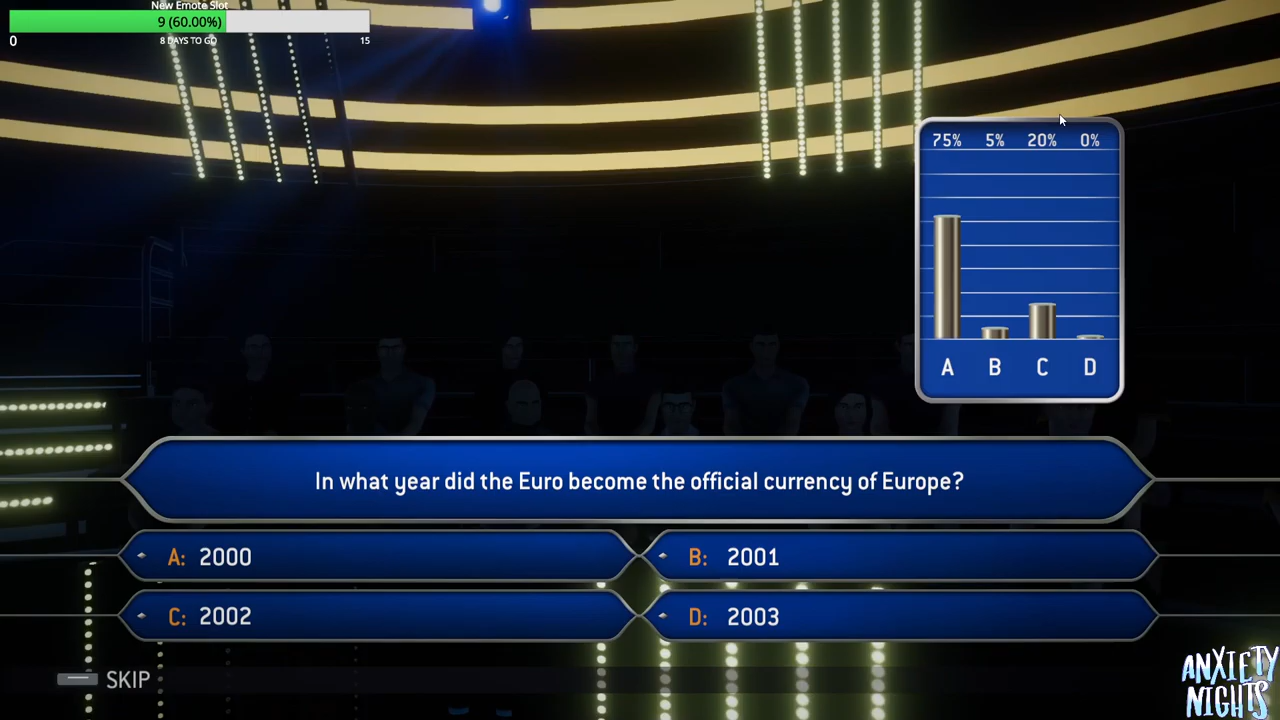 New Emote Slot
9 (60.00%)
0 8 DAYS TO GO 15
75% 5% 20% 0%
A B C D
In what year did the Euro become the official currency of Europe?
A: 2000 B: 2001
C: 2002 D: 2003
SKIP
ANXIETY
NIGHTS